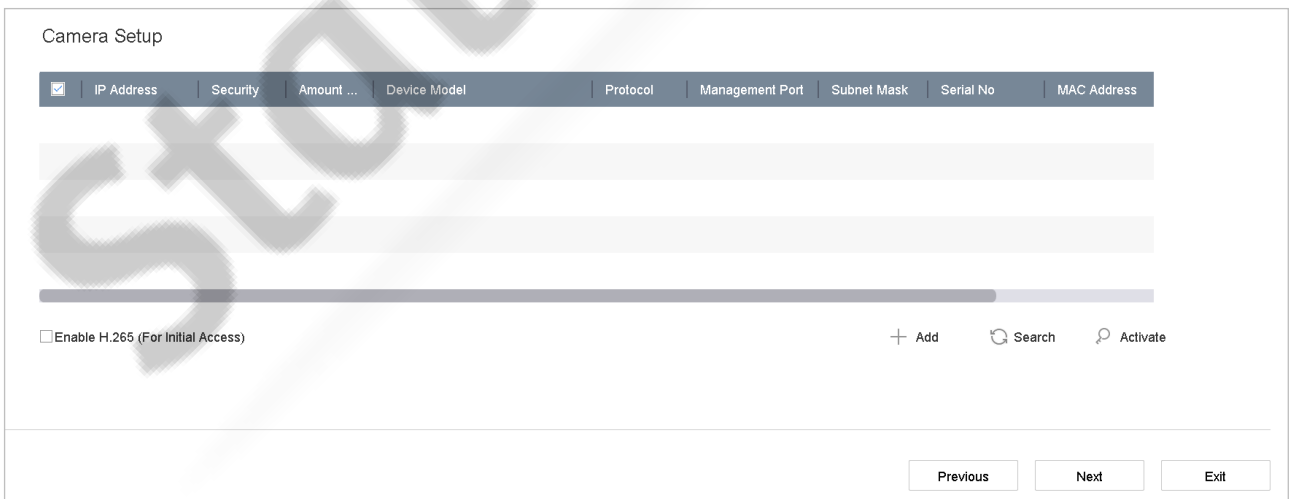 Camera Setup
IP Address Security Amount ... Device Model Protocol Management Port Subnet Mask Serial No MAC Address
Enable H.265 (For Initial Access) Add Search Activate
Previous Next Exit